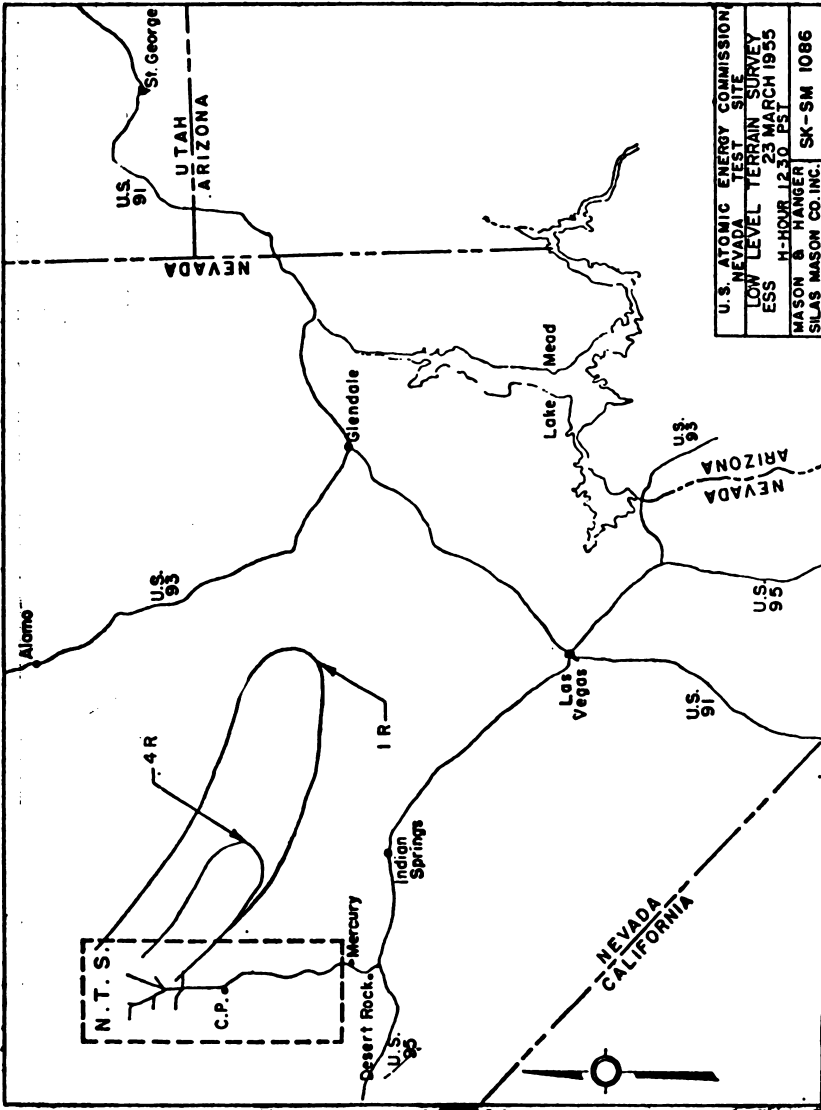 Alamo
U.S.
93
St. George
U.S.
91
UTAH
ARIZONA
NEVADA
4 R
1 R
N. T. S.
C.P.
Mercury
Desert Rock
U.S.
95
Indian
Springs
Glendale
Lake Mead
Las
Vegas
U.S.
93
NEVADA
ARIZONA
U.S.
95
U.S.
91
NEVADA
CALIFORNIA
U.S. ATOMIC ENERGY COMMISSION
NEVADA TEST SITE
LOW LEVEL TERRAIN SURVEY
ESS 23 MARCH 1955
H-HOUR 1230 PST
MASON & HANGER
SILAS MASON CO. INC.
SK-SM 1086